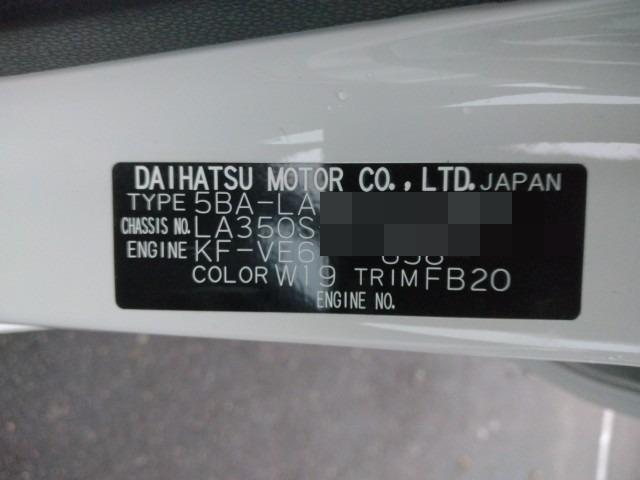 DAIHATSU MOTOR CO., LTD. JAPAN
TYPE 5BA-LA
CHASSIS NO. LA350S
ENGINE KF-VE6 658
COLOR W19 TRIM FB20
ENGINE NO.